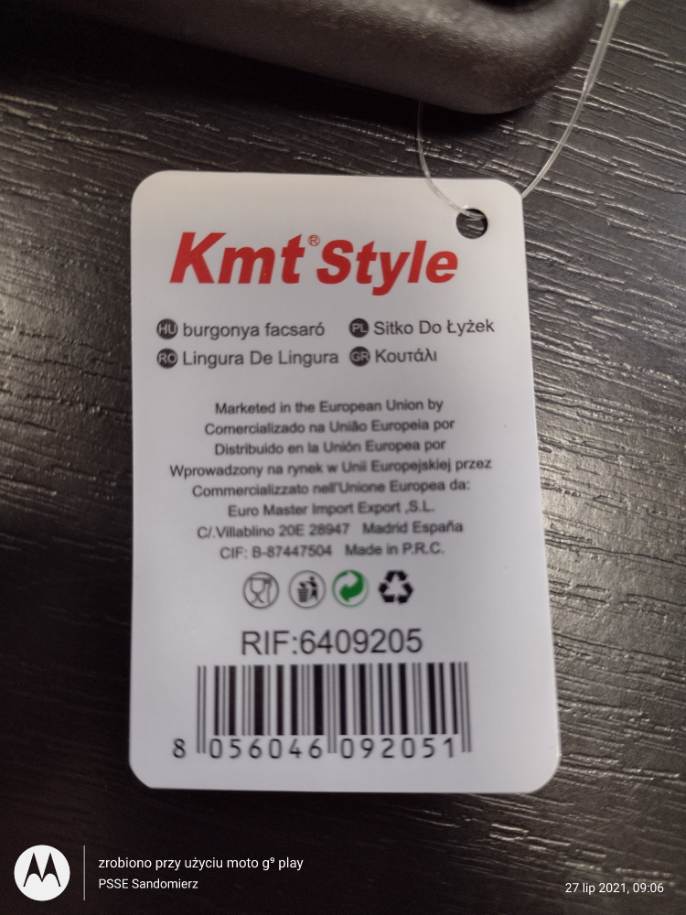 Kmt® Style
HU burgonya facsaró PL Sitko Do Łyżek
RO Lingura De Lingura GR Κουτάλι
Marketed in the European Union by
Comercializado na União Europeia por
Distribuido en la Unión Europea por
Wprowadzony na rynek w Unii Europejskiej przez
Commercializzato nell'Unione Europea da:
Euro Master Import Export ,S.L.
C/.Villablino 20E 28947 Madrid España
CIF: B-87447504 Made in P.R.C.
RIF:6409205
8 056046 092051
zrobiono przy użyciu moto g⁹ play
PSSE Sandomierz
27 lip 2021, 09:06